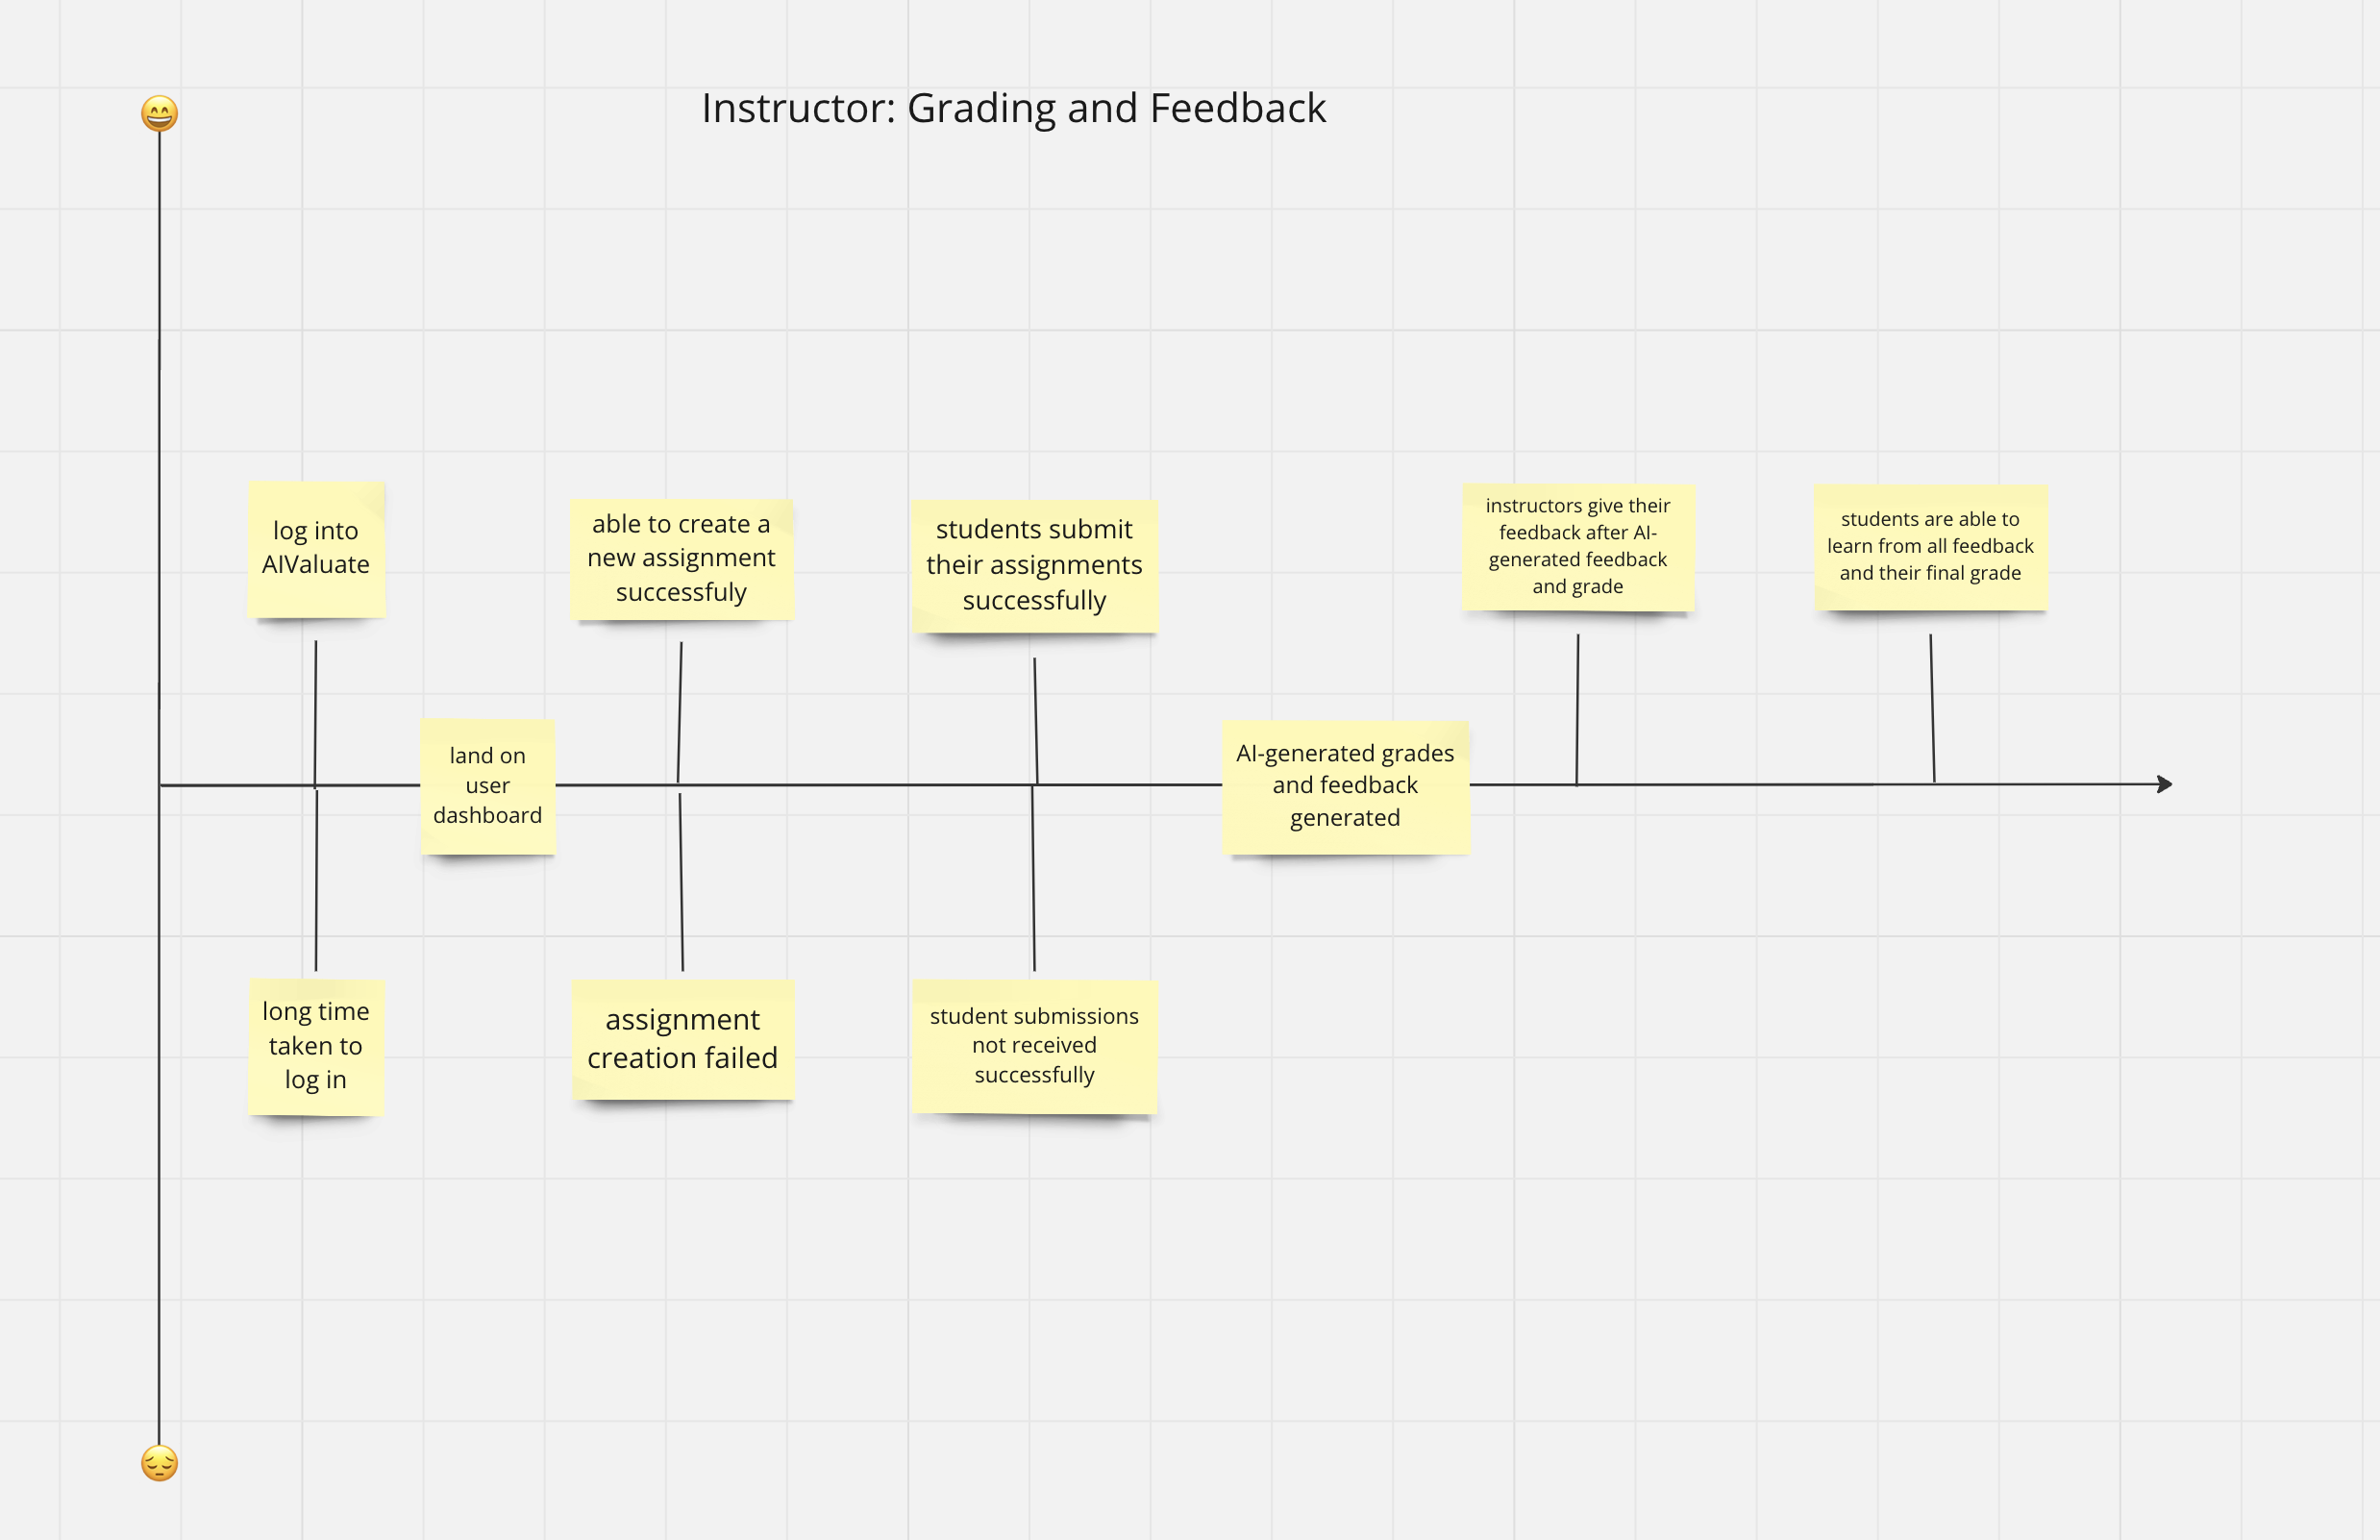 Instructor: Grading and Feedback
log into
AIValuate
able to create a
new assignment
successfuly
students submit
their assignments
successfully
instructors give their
feedback after AI-
generated feedback
and grade
students are able to
learn from all feedback
and their final grade
land on
user
dashboard
AI-generated grades
and feedback
generated
long time
taken to
log in
assignment
creation failed
student submissions
not received
successfully